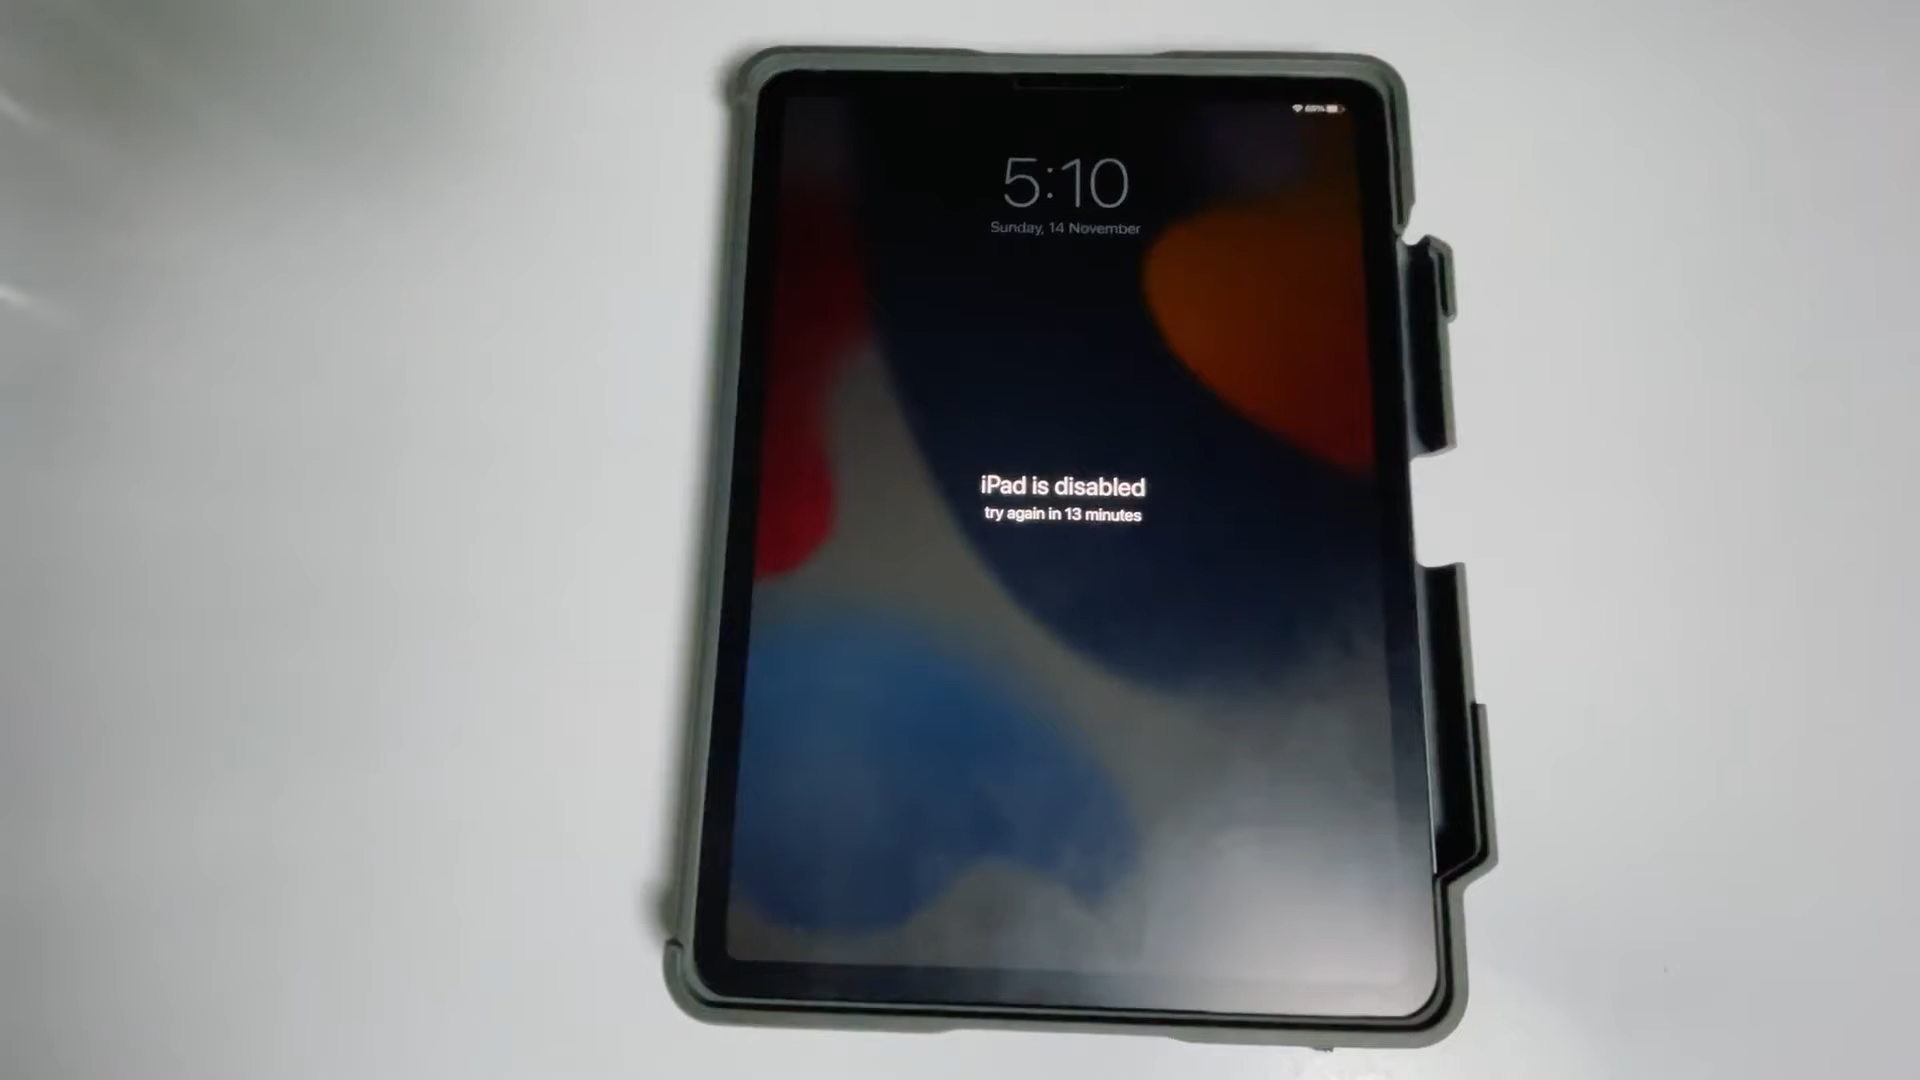 5:10
Sunday, 14 November
iPad is disabled
try again in 13 minutes